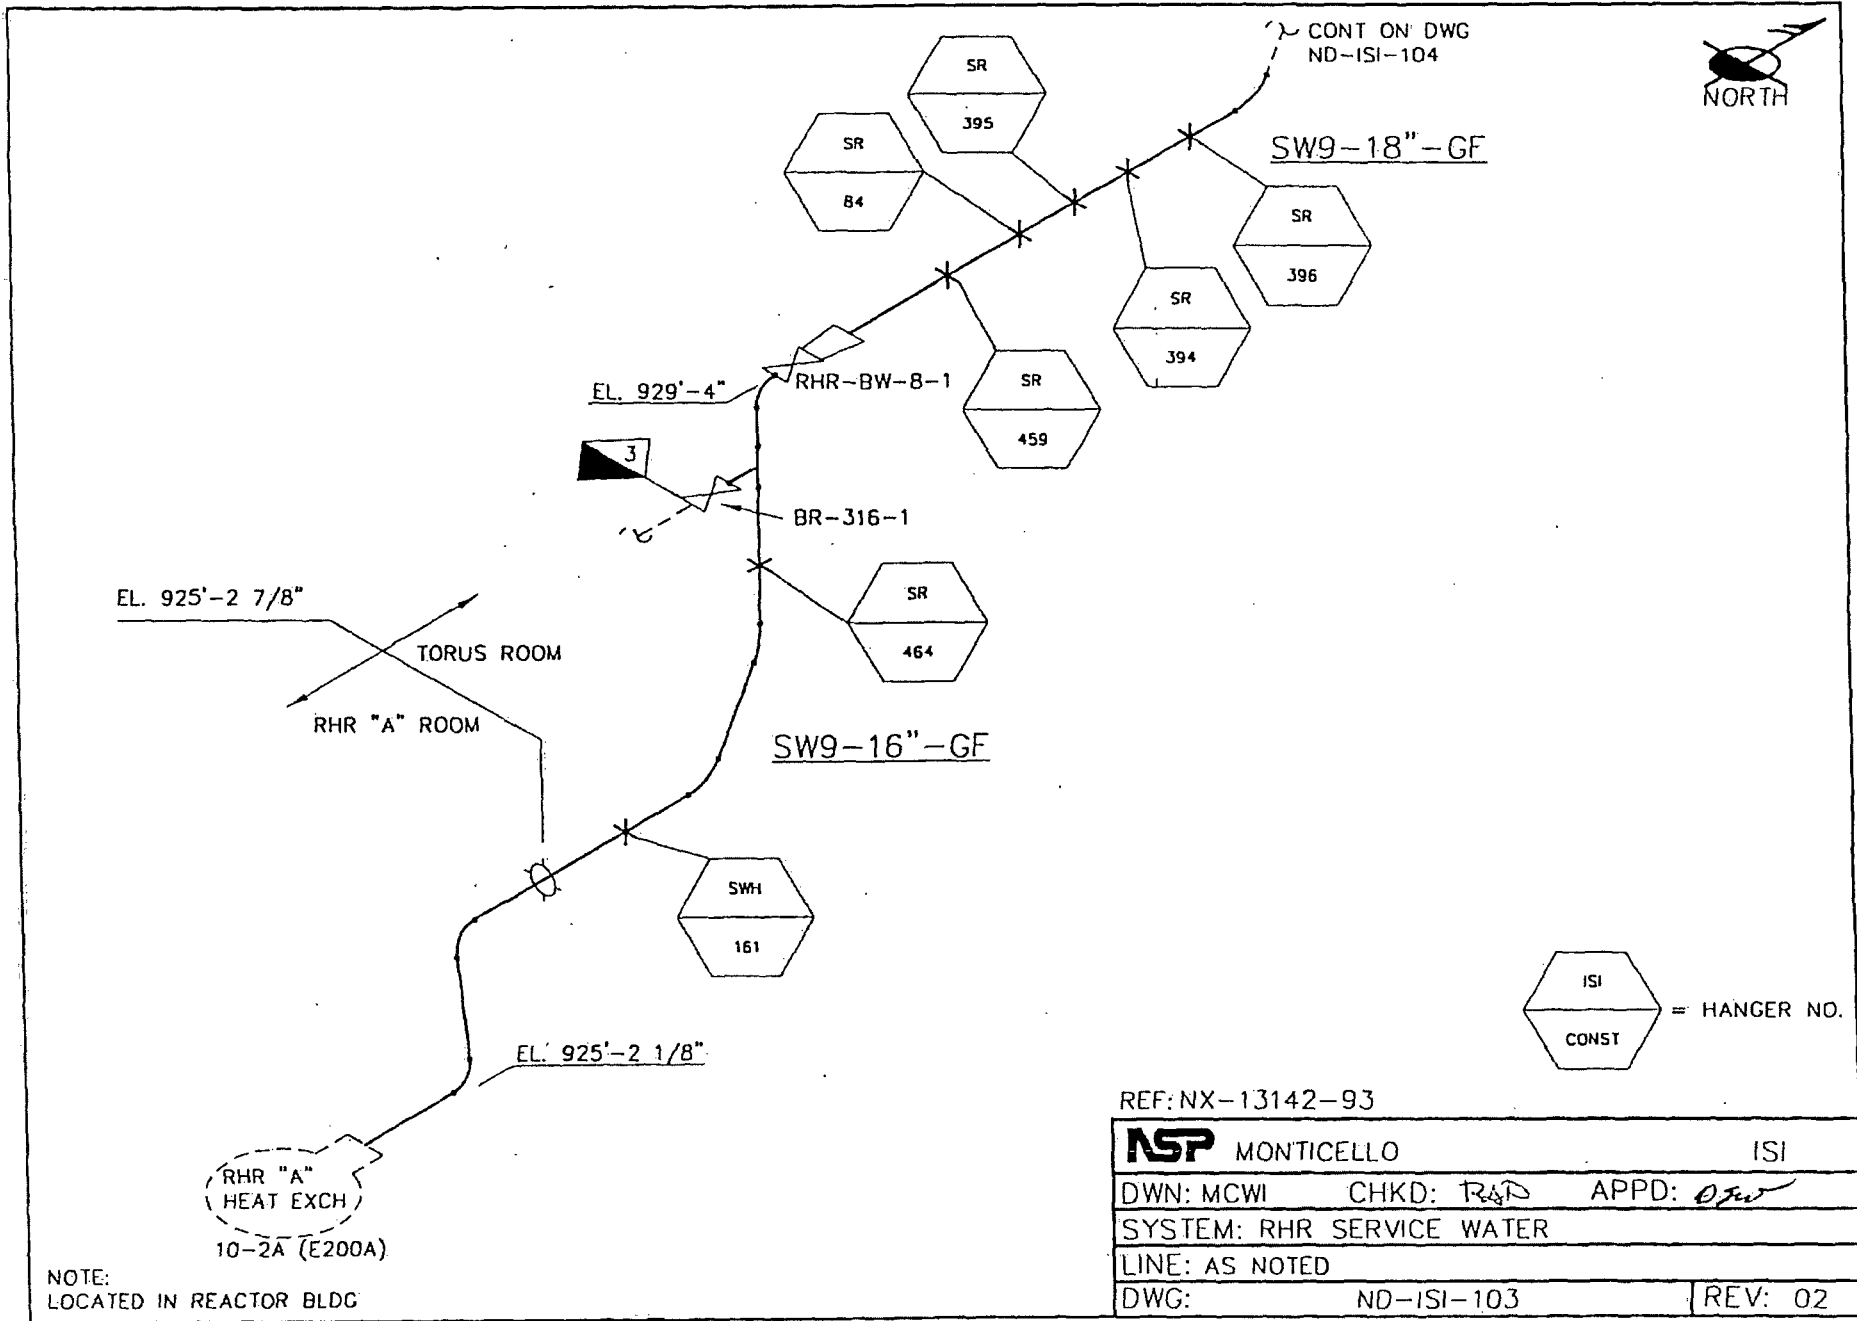 CONT ON DWG
ND-ISI-104
NORTH
SR
395
SR
84
SW9-18"-GF
SR
396
SR
394
SR
459
EL. 929'-4"
RHR-BW-8-1
3
BR-316-1
EL. 925'-2 7/8"
TORUS ROOM
RHR "A" ROOM
SR
464
SW9-16"-GF
SWH
161
EL. 925'-2 1/8"
ISI
CONST
= HANGER NO.
RHR "A"
HEAT EXCH
10-2A (E200A)
NOTE:
LOCATED IN REACTOR BLDG
REF: NX-13142-93
NSP MONTICELLO ISI
DWN: MCWI CHKD: RAD APPD:
SYSTEM: RHR SERVICE WATER
LINE: AS NOTED
DWG: ND-ISI-103 REV: 02